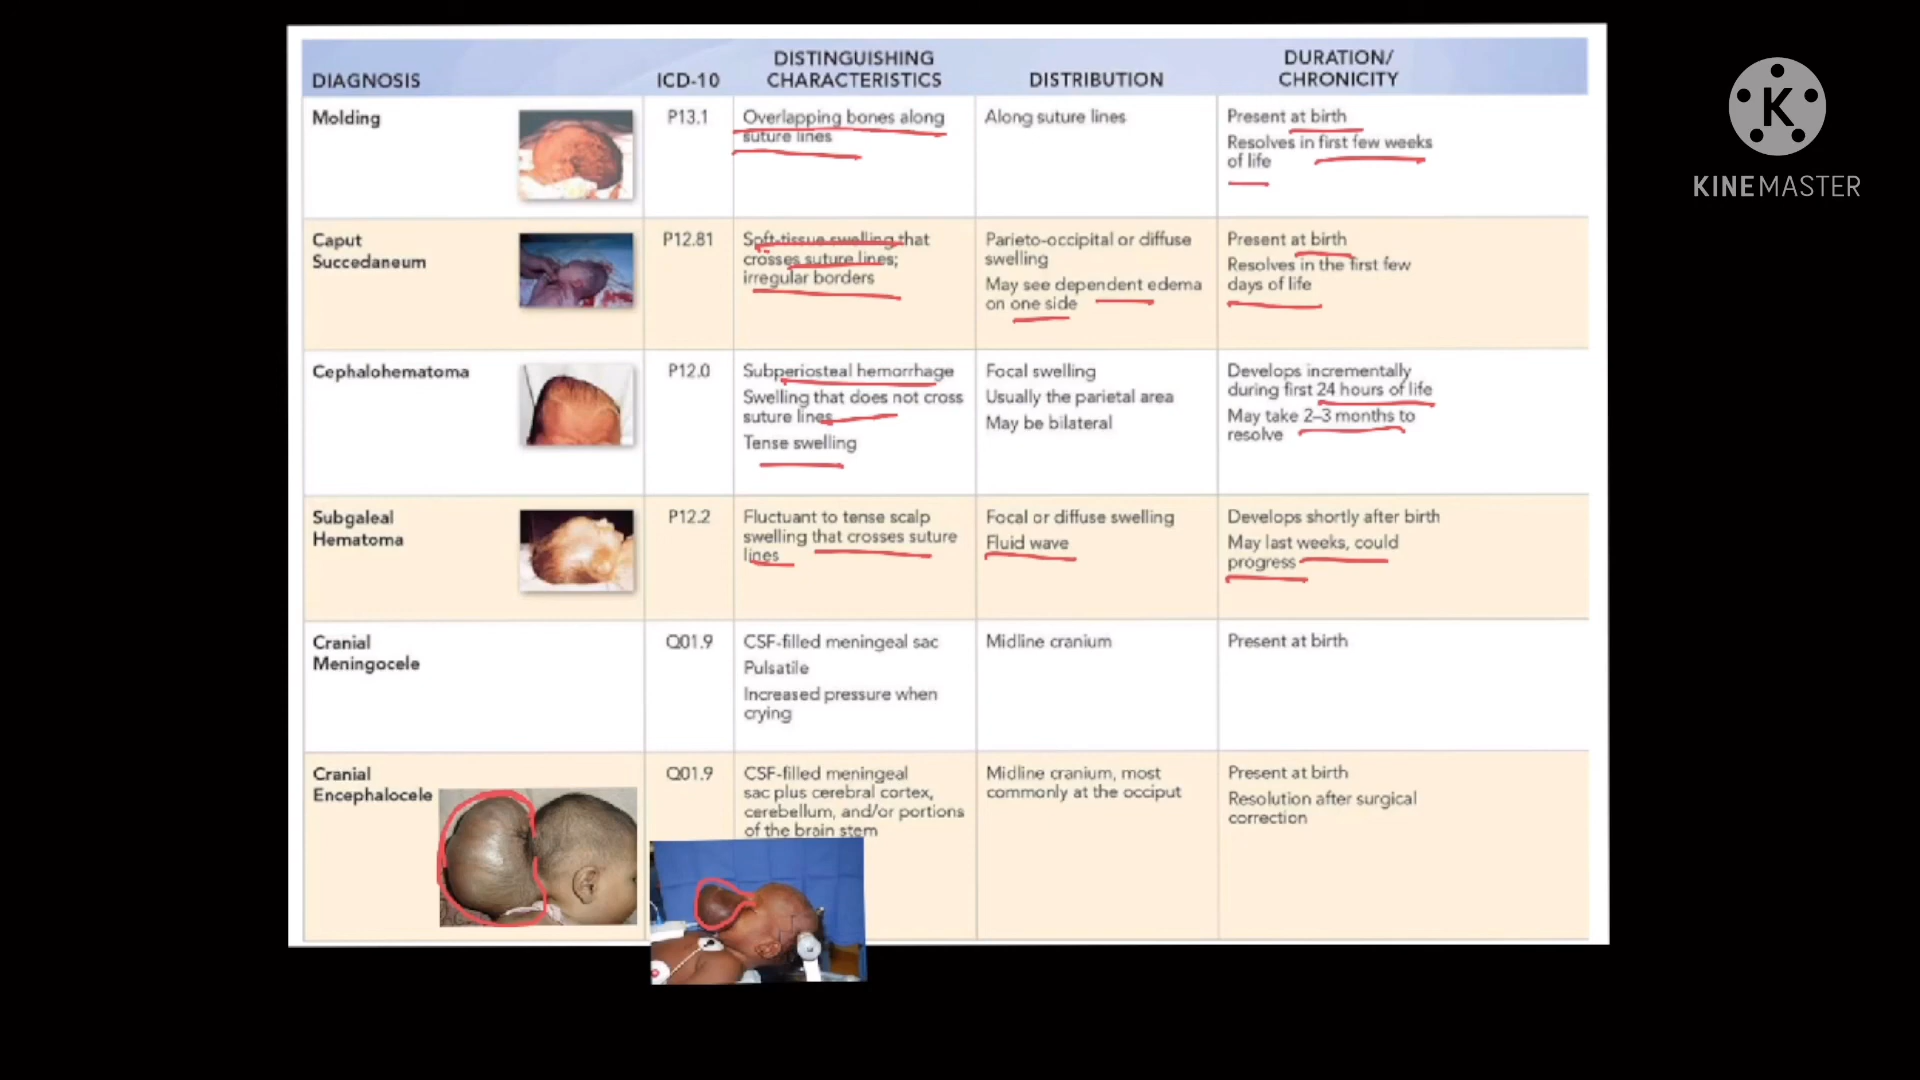 DIAGNOSIS
ICD-10
DISTINGUISHING
CHARACTERISTICS
DISTRIBUTION
DURATION/
CHRONICITY
Molding
P13.1
Overlapping bones along
suture lines
Along suture lines
Present at birth
Resolves in first few weeks
of life
Caput
Succedaneum
P12.81
Soft-tissue swelling that
crosses suture lines;
irregular borders
Parieto-occipital or diffuse
swelling
May see dependent edema
on one side
Present at birth
Resolves in the first few
days of life
Cephalohematoma
P12.0
Subperiosteal hemorrhage
Swelling that does not cross
suture lines
Tense swelling
Focal swelling
Usually the parietal area
May be bilateral
Develops incrementally
during first 24 hours of life
May take 2–3 months to
resolve
Subgaleal
Hematoma
P12.2
Fluctuant to tense scalp
swelling that crosses suture
lines
Focal or diffuse swelling
Fluid wave
Develops shortly after birth
May last weeks, could
progress
Cranial
Meningocele
Q01.9
CSF-filled meningeal sac
Pulsatile
Increased pressure when
crying
Midline cranium
Present at birth
Cranial
Encephalocele
Q01.9
CSF-filled meningeal
sac plus cerebral cortex,
cerebellum, and/or portions
of the brain stem
Midline cranium, most
commonly at the occiput
Present at birth
Resolution after surgical
correction
K
KINEMASTER